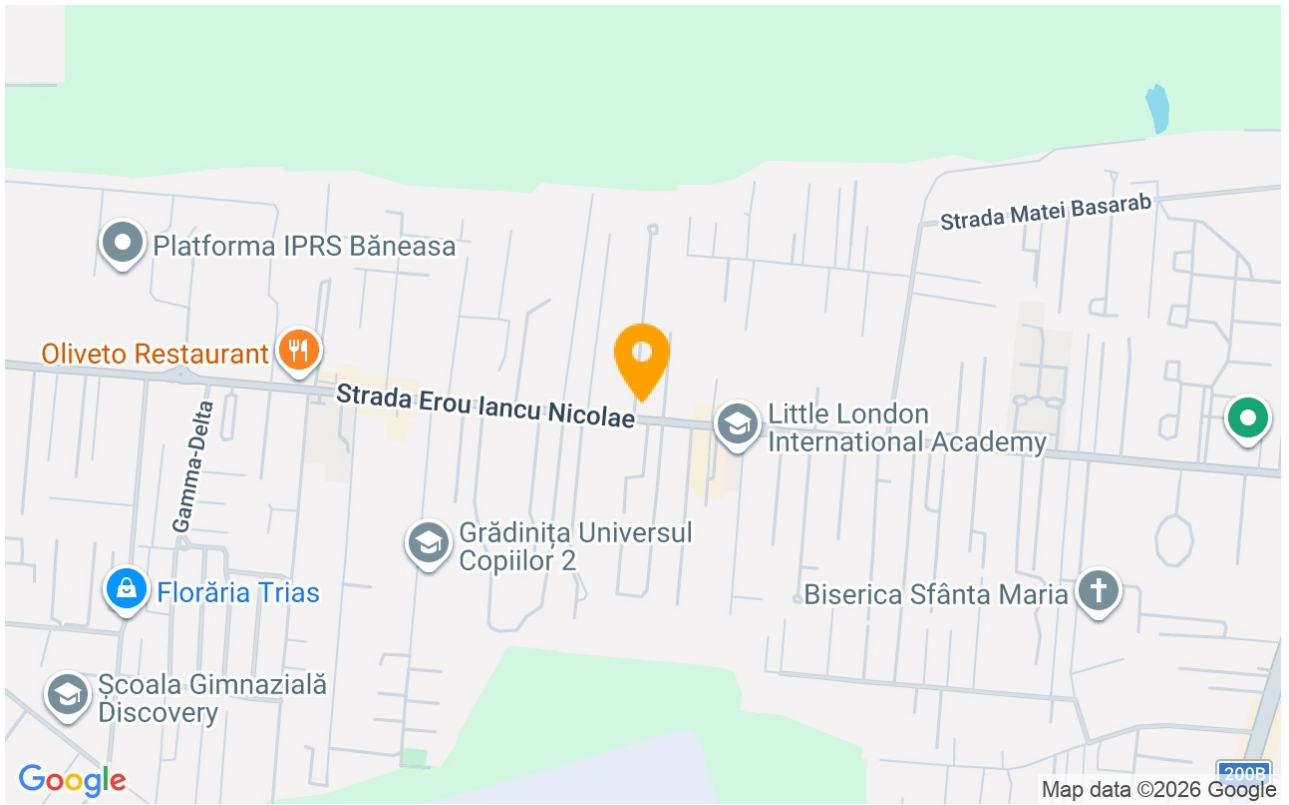 Strada Matei Basarab
Platforma IPRS Băneasa
Oliveto Restaurant
Strada Erou Iancu Nicolae
Little London
International Academy
Gamma-Delta
Grădinița Universul
Copiilor 2
Florăria Trias
Biserica Sfânta Maria
Școala Gimnazială
Discovery
Google
200B
Map data ©2026 Google